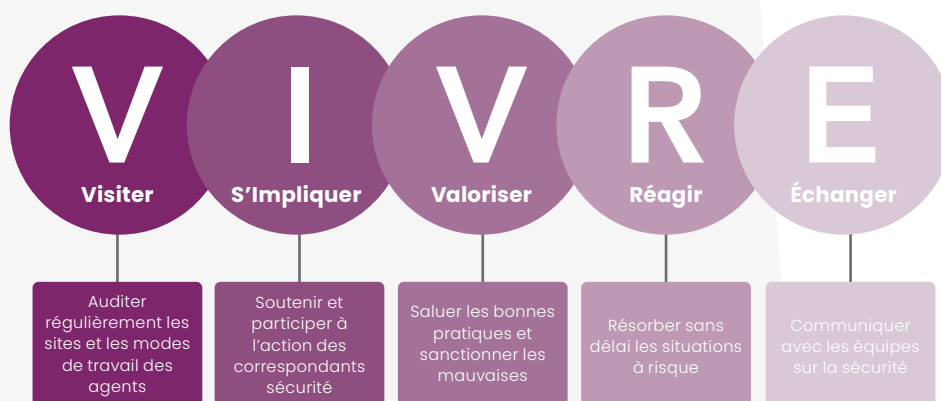 V I V R E
Visiter S'Impliquer Valoriser Réagir Échanger
Auditer
régulièrement les
sites et les modes
de travail des
agents
Soutenir et
participer à
l'action des
correspondants
sécurité
Saluer les bonnes
pratiques et
sanctionner les
mauvaises
Résorber sans
délai les situations
à risque
Communiquer
avec les équipes
sur la sécurité